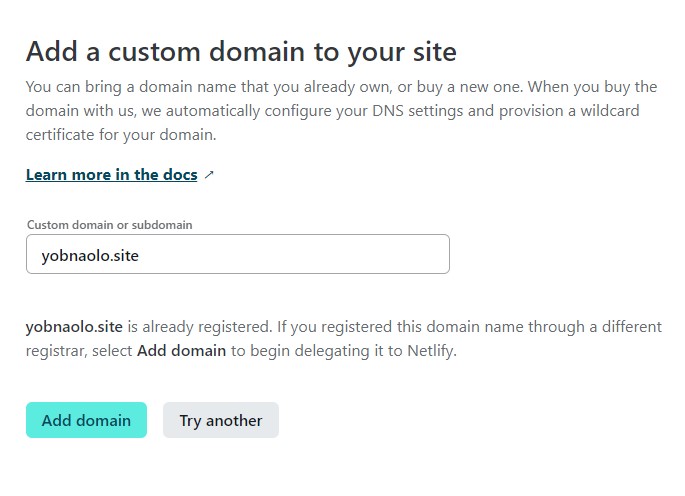 Add a custom domain to your site
You can bring a domain name that you already own, or buy a new one. When you buy the
domain with us, we automatically configure your DNS settings and provision a wildcard
certificate for your domain.
Learn more in the docs ↗
Custom domain or subdomain
yobnaolo.site
yobnaolo.site is already registered. If you registered this domain name through a different
registrar, select Add domain to begin delegating it to Netlify.
Add domain Try another